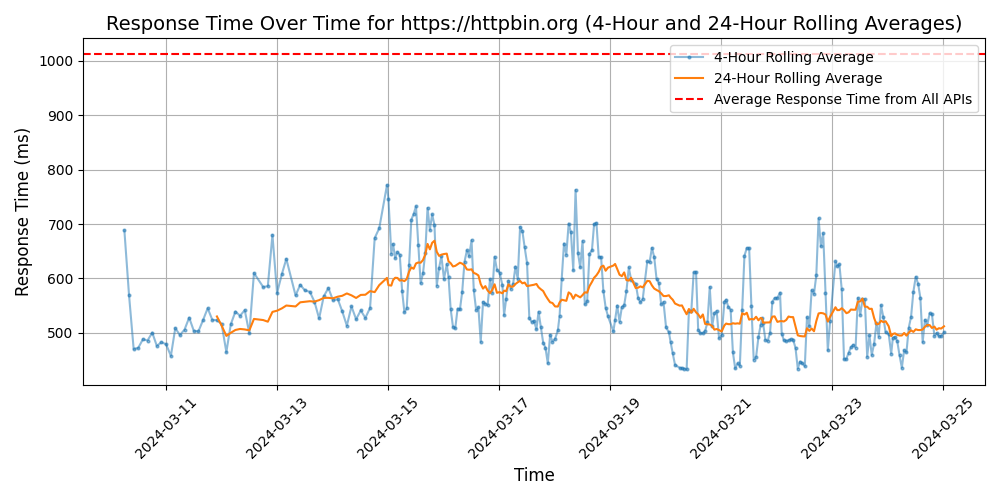 Response Time Over Time for https://httpbin.org (4-Hour and 24-Hour Rolling Averages)
4-Hour Rolling Average
24-Hour Rolling Average
Average Response Time from All APIs
Response Time (ms)
1000
900
800
700
600
500
2024-03-11
2024-03-13
2024-03-15
2024-03-17
2024-03-19
2024-03-21
2024-03-23
2024-03-25
Time